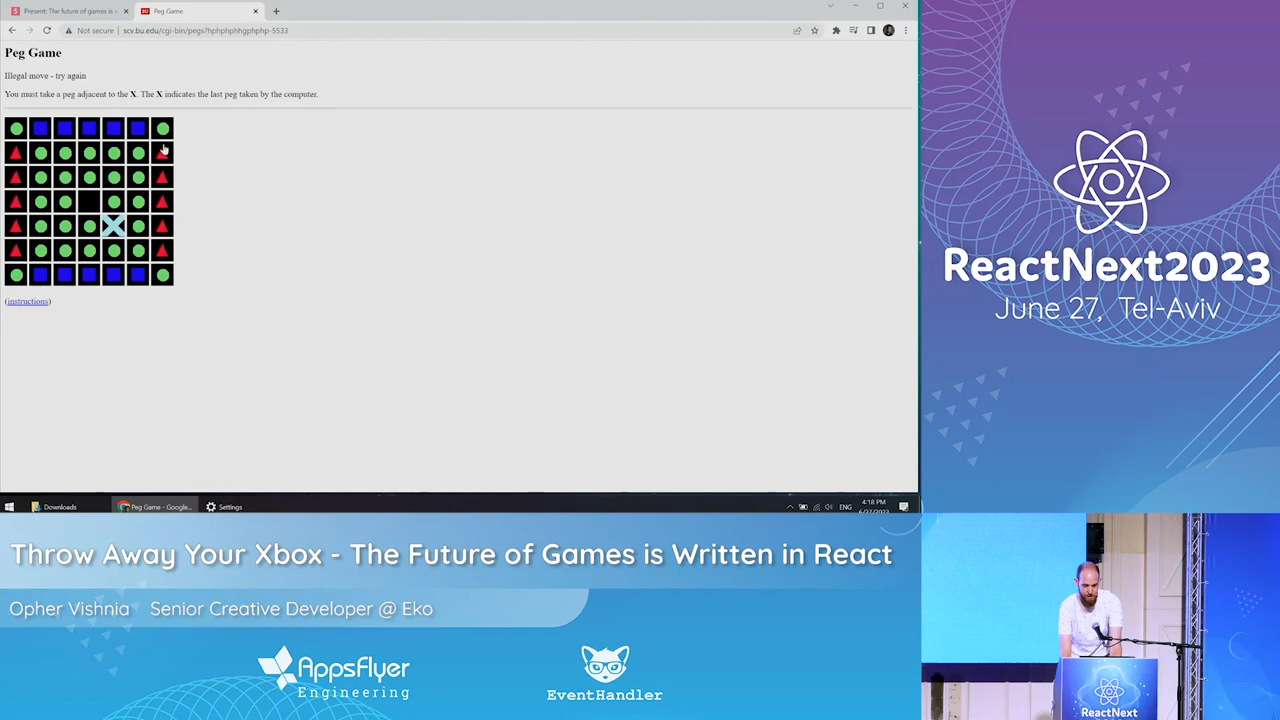 Present: The future of games is
Peg Game
Not secure
scv.bu.edu/cgi-bin/pegs?hphphphhgphphp-5533
Peg Game
Illegal move - try again
You must take a peg adjacent to the X. The X indicates the last peg taken by the computer.
(instructions)
Downloads
Peg Game - Google...
Settings
ENG
4:18 PM
6/27/2023
ReactNext2023
June 27, Tel-Aviv
Throw Away Your Xbox - The Future of Games is Written in React
Opher Vishnia Senior Creative Developer @ Eko
AppsFlyer
Engineering
EventHandler
ReactNext